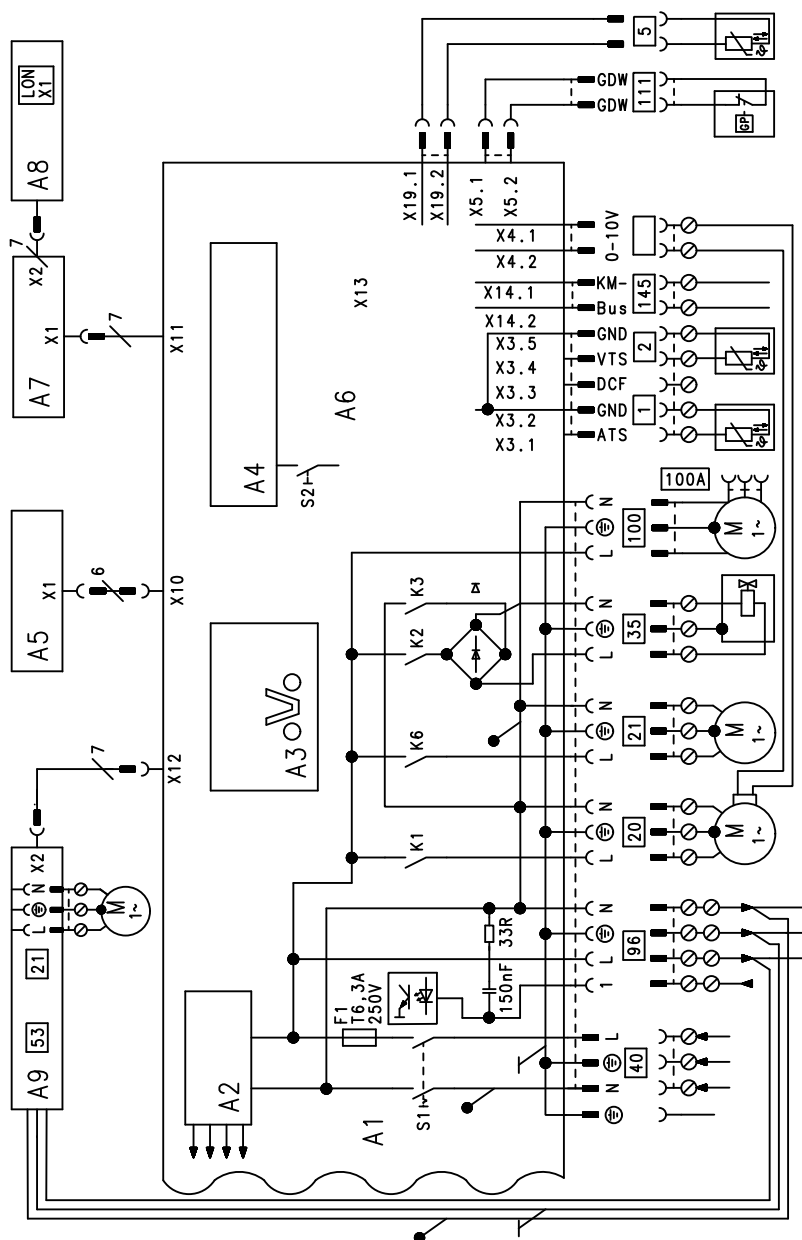 LON
X1
A8
7
X2
X1
A7
7
X11
A5
X1
6
X10
X12
7
A9
53
21
X2
L
N
M
1~
A1
A2
A3
A4
A6
X13
S2
S1
F1
T6,3A
250V
33R
150nF
K1
K6
K2
K3
X19.1
X19.2
X5.1
X5.2
X4.1
X4.2
X14.1
X14.2
X3.5
X3.4
X3.3
X3.2
X3.1
5
GDW
GDW
111
GP
0-10V
KM-
Bus
145
GND
VTS
2
DCF
GND
ATS
1
100A
N
L
100
M
1~
N
L
35
N
L
21
M
1~
N
L
20
M
1~
N
L
1
96
L
N
40